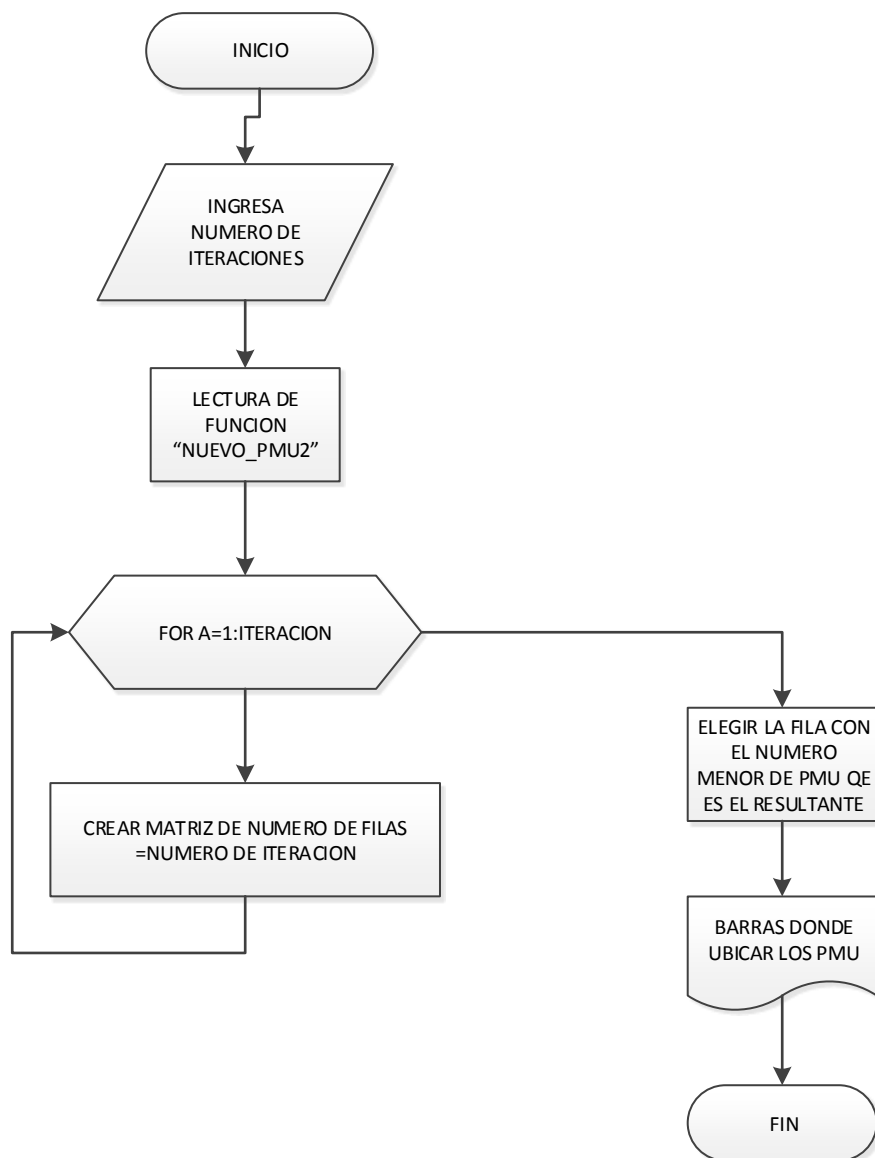 INICIO
INGRESA
NUMERO DE
ITERACIONES
LECTURA DE
FUNCION
“NUEVO_PMU2”
FOR A=1:ITERACION
CREAR MATRIZ DE NUMERO DE FILAS
=NUMERO DE ITERACION
ELEGIR LA FILA CON
EL NUMERO
MENOR DE PMU QE
ES EL RESULTANTE
BARRAS DONDE
UBICAR LOS PMU
FIN